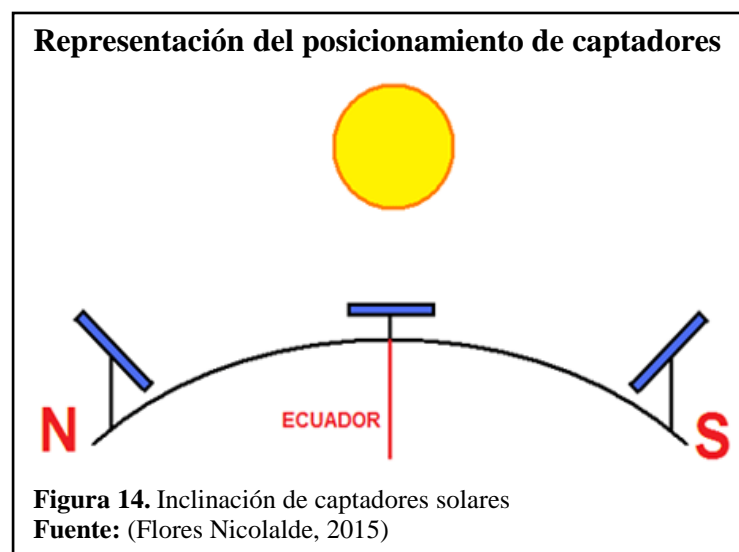 Representación del posicionamiento de captadores
N
ECUADOR
S
Figura 14. Inclinación de captadores solares
Fuente: (Flores Nicolalde, 2015)